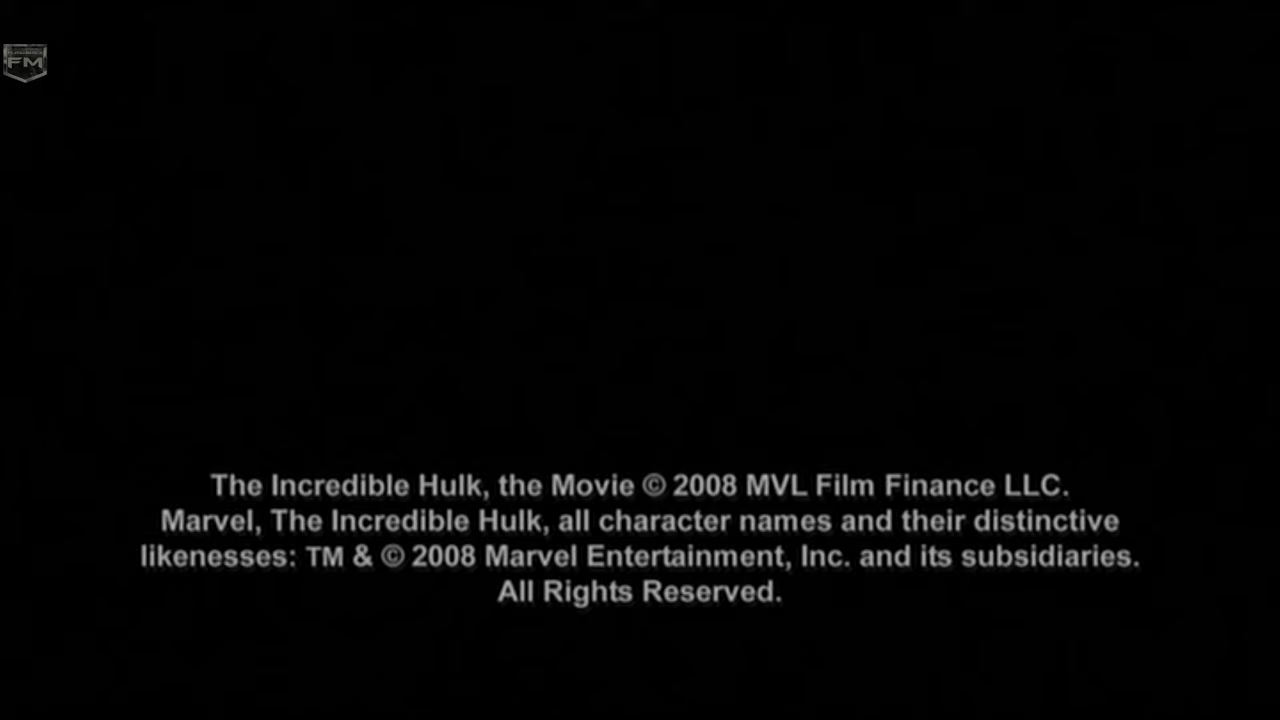 FM
The Incredible Hulk, the Movie © 2008 MVL Film Finance LLC.
Marvel, The Incredible Hulk, all character names and their distinctive
likenesses: TM & © 2008 Marvel Entertainment, Inc. and its subsidiaries.
All Rights Reserved.